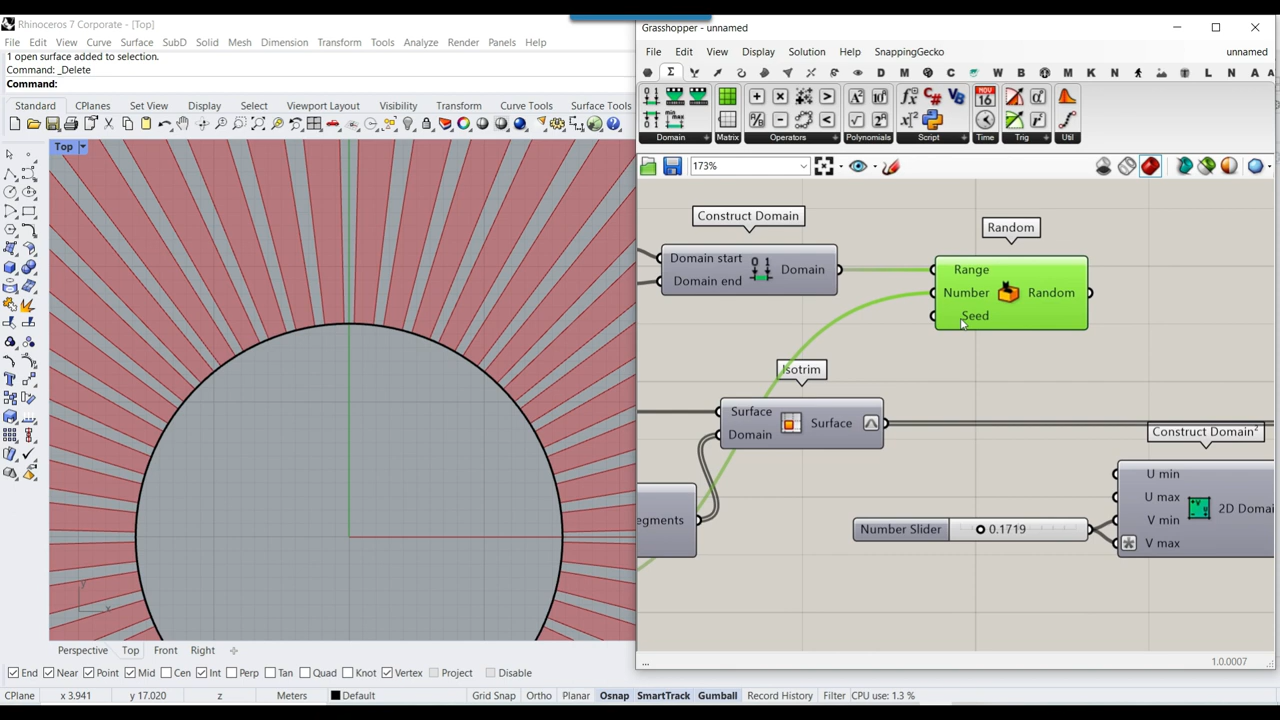 Rhinoceros 7 Corporate - [Top]
File Edit View Curve Surface SubD Solid Mesh Dimension Transform Tools Analyze Render Panels Help
1 open surface added to selection.
Command: _Delete
Command:
Standard CPlanes Set View Display Select Viewport Layout Visibility Transform Curve Tools Surface Tools
Top
y
x
Perspective Top Front Right
End Near Point Mid Cen Int Perp Tan Quad Knot Vertex Project Disable
CPlane x 3.941 y 17.020 z Meters Default Grid Snap Ortho Planar Osnap SmartTrack Gumball Record History Filter CPU use: 1.3 %
Grasshopper - unnamed
File Edit View Display Solution Help SnappingGecko unnamed
Domain Matrix Operators Polynomials Script Time Trig Util
NOV
16
173%
Construct Domain
Domain start
Domain end
0 1
Domain
Random
Range
Number
Seed
Random
Isotrim
Surface
Domain
Surface
egments
Number Slider
0.1719
Construct Domain²
U min
U max
V min
V max
2D Domai
...
1.0.0007